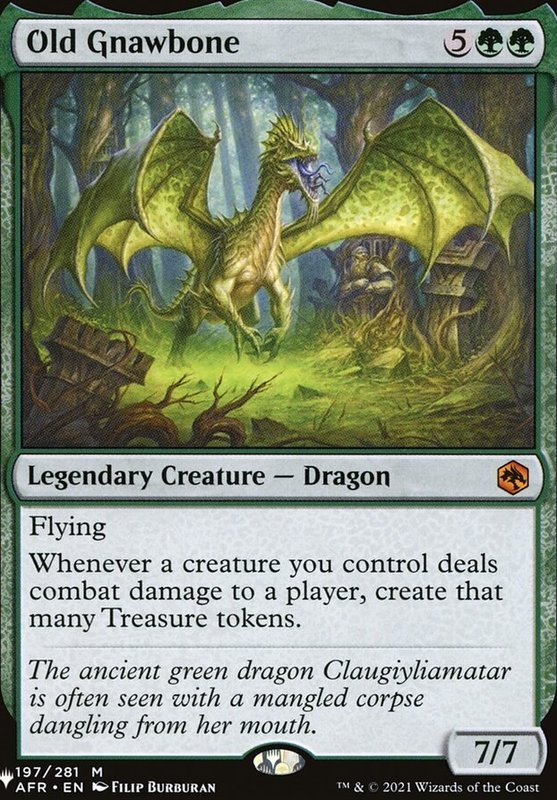 Old Gnawbone 5
Legendary Creature — Dragon
Flying
Whenever a creature you control deals
combat damage to a player, create that
many Treasure tokens.
The ancient green dragon Claugiyliamatar
is often seen with a mangled corpse
dangling from her mouth.
7/7
197/281 M
AFR • EN Filip Burburan
™ & © 2021 Wizards of the Coast